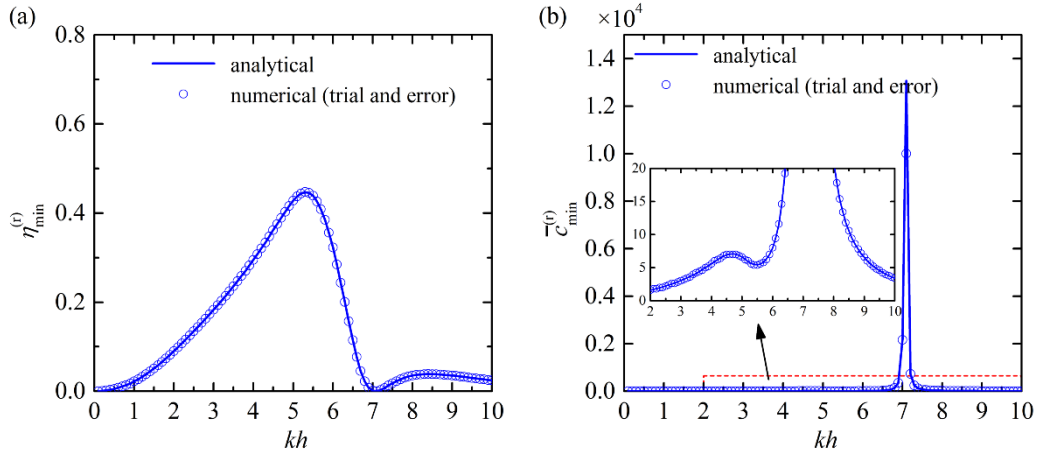 (a)
0.8
0.6
0.4
0.2
0.0
η(r)min
analytical
numerical (trial and error)
0 1 2 3 4 5 6 7 8 9 10
kh
(b)
×10⁴
1.4
1.2
1.0
0.8
0.6
0.4
0.2
0.0
c̄(r)min
analytical
numerical (trial and error)
20
15
10
5
0
2 3 4 5 6 7 8 9 10
0 1 2 3 4 5 6 7 8 9 10
kh